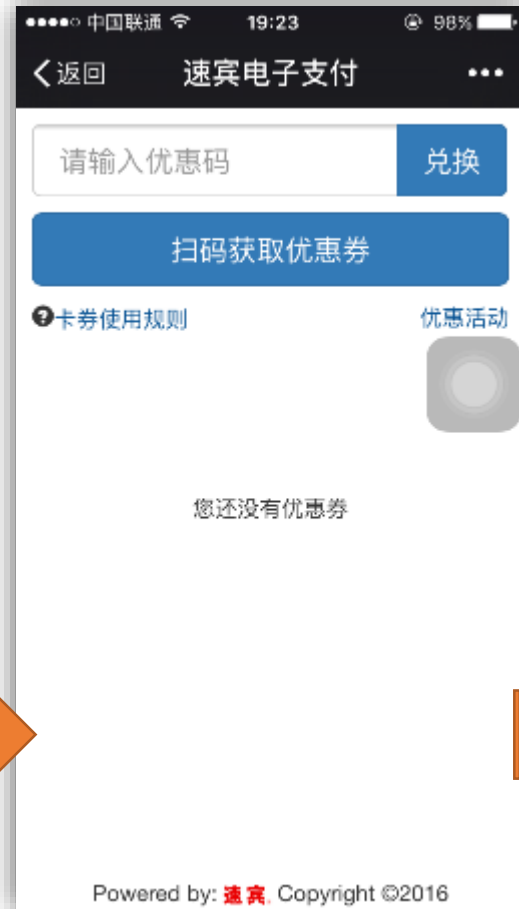 中国联通 19:23 98%
返回 速宾电子支付
请输入优惠码 兑换
扫码获取优惠券
卡券使用规则 优惠活动
您还没有优惠券
Powered by: 速宾. Copyright ©2016